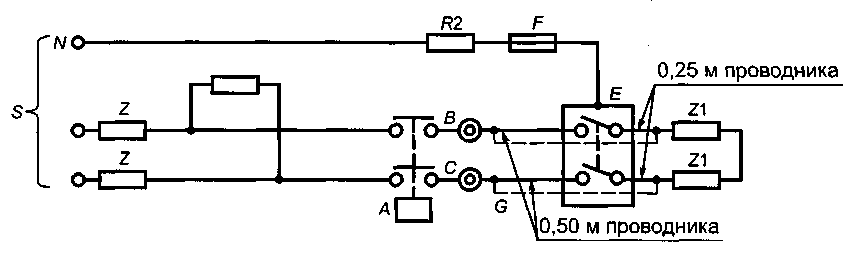 N
R2
F
S
0,25 м проводника
E
Z
B
Z1
Z
C
Z1
A
G
0,50 м проводника